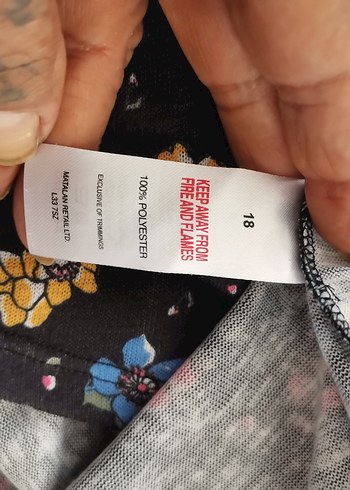 18
KEEP AWAY FROM
FIRE AND FLAMES
100% POLYESTER
EXCLUSIVE OF TRIMMINGS
MATALAN RETAIL LTD
L33 7SZ